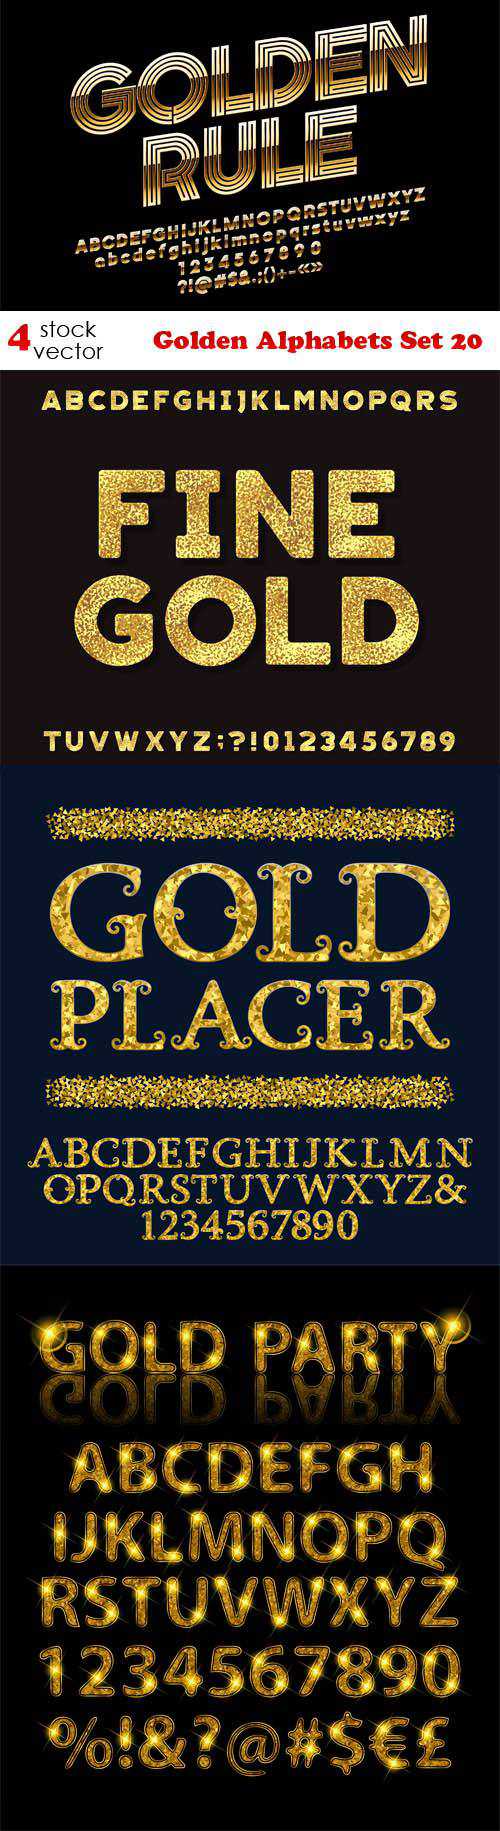 GOLDEN
RULE
ABCDEFGHIJKLMNOPQRSTUVWXYZ
abcdefghijklmnopqrstuvwxyz
1234567890
?!@#$&.;()+-«»
4 stock vector
Golden Alphabets Set 20
ABCDEFGHIJKLMNOPQRS
FINE
GOLD
TUVWXYZ;?!0123456789
GOLD
PLACER
ABCDEFGHIJKLMN
OPQRSTUVWXYZ&
1234567890
GOLD PARTY
ABCDEFGH
IJKLMNOPQ
RSTUVWXYZ
1234567890
%!&?@#$€£